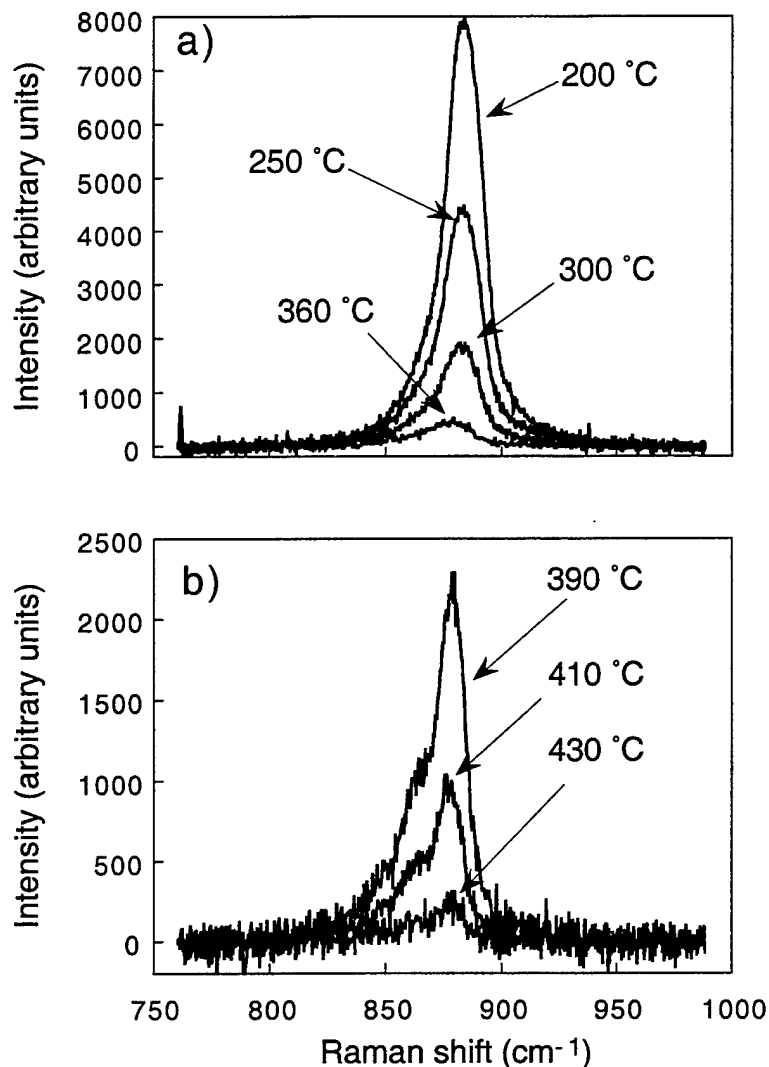 a)
8000
7000
6000
5000
4000
3000
2000
1000
0
Intensity (arbitrary units)
200 ˚C
250 ˚C
300 ˚C
360 ˚C
b)
2500
2000
1500
1000
500
0
Intensity (arbitrary units)
390 ˚C
410 ˚C
430 ˚C
750 800 850 900 950 1000
Raman shift (cm-1)